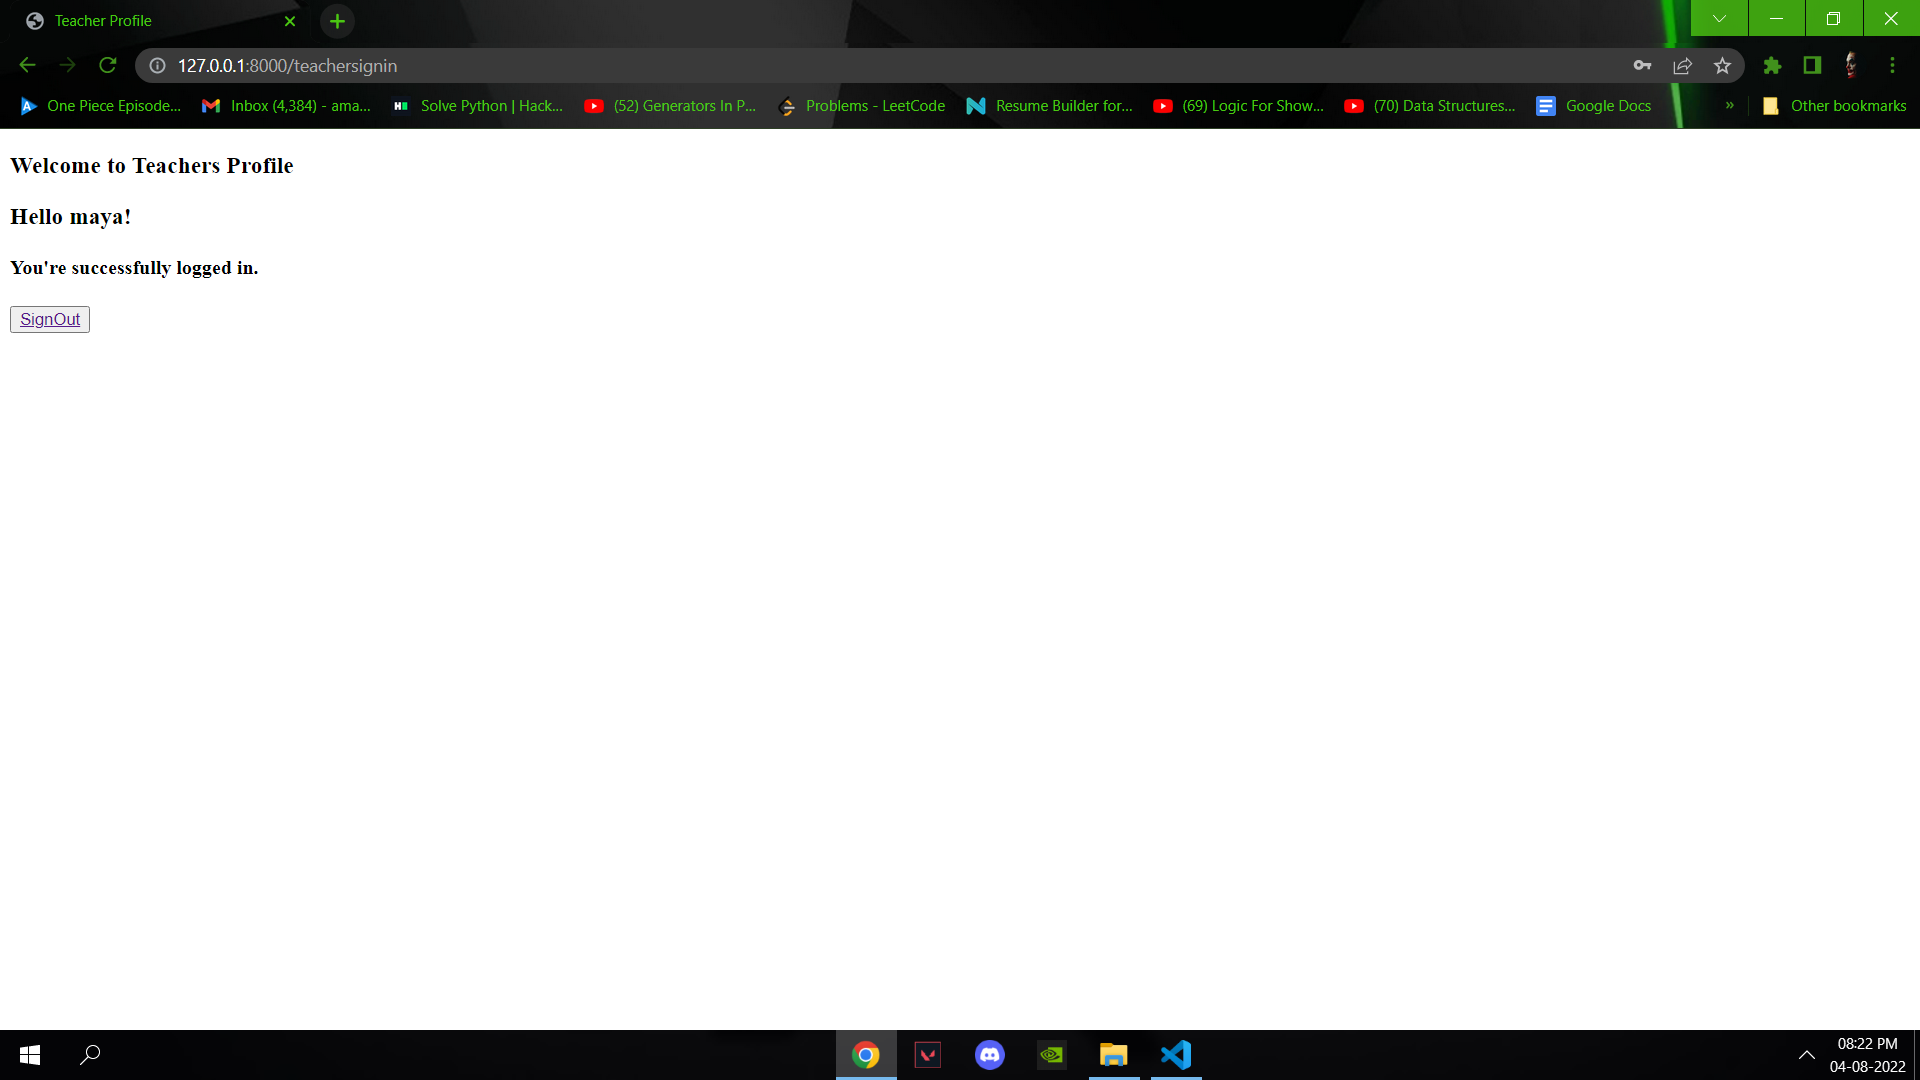 Teacher Profile
127.0.0.1:8000/teachersignin
One Piece Episode... Inbox (4,384) - ama... Solve Python | Hack... (52) Generators In P... Problems - LeetCode Resume Builder for... (69) Logic For Show... (70) Data Structures... Google Docs » Other bookmarks
Welcome to Teachers Profile
Hello maya!
You're successfully logged in.
SignOut
08:22 PM
04-08-2022